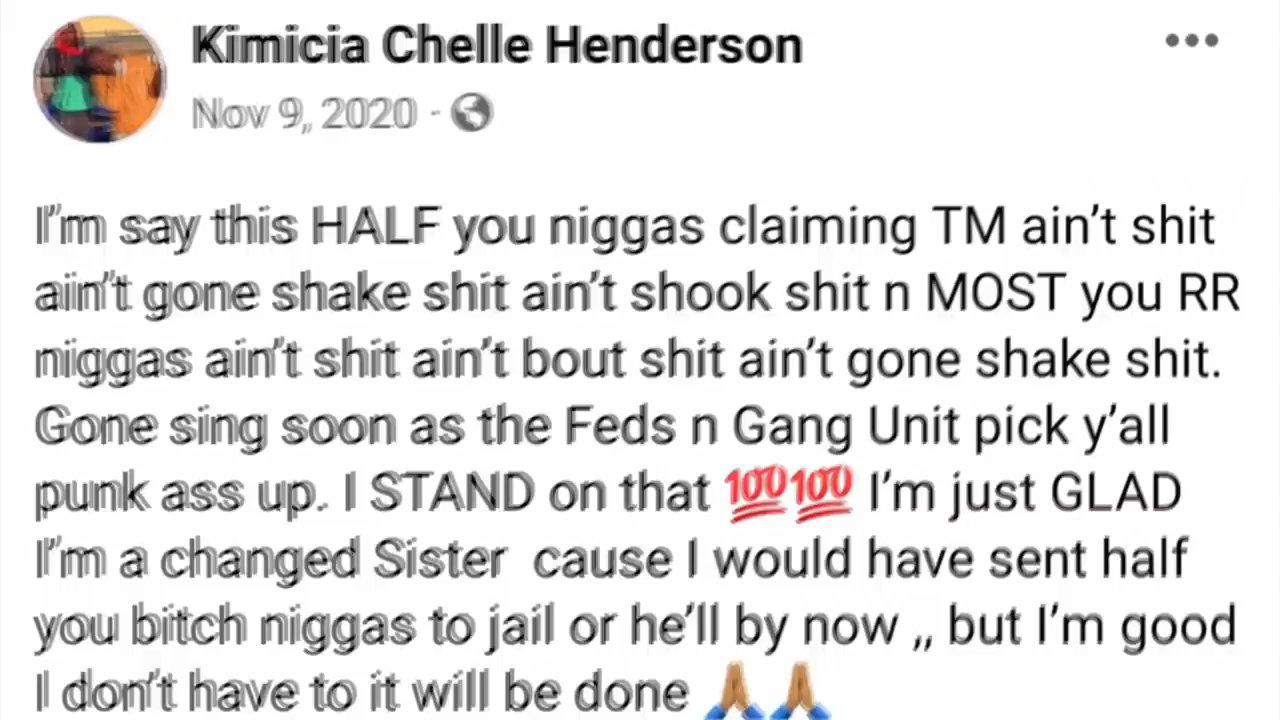 Kimicia Chelle Henderson
Nov 9, 2020 ·
I'm say this HALF you niggas claiming TM ain't shit
ain't gone shake shit ain't shook shit n MOST you RR
niggas ain't shit ain't bout shit ain't gone shake shit.
Gone sing soon as the Feds n Gang Unit pick y'all
punk ass up. I STAND on that 💯💯 I'm just GLAD
I'm a changed Sister  cause I would have sent half
you bitch niggas to jail or he'll by now ,, but I'm good
I don't have to it will be done 🙏🏽🙏🏽